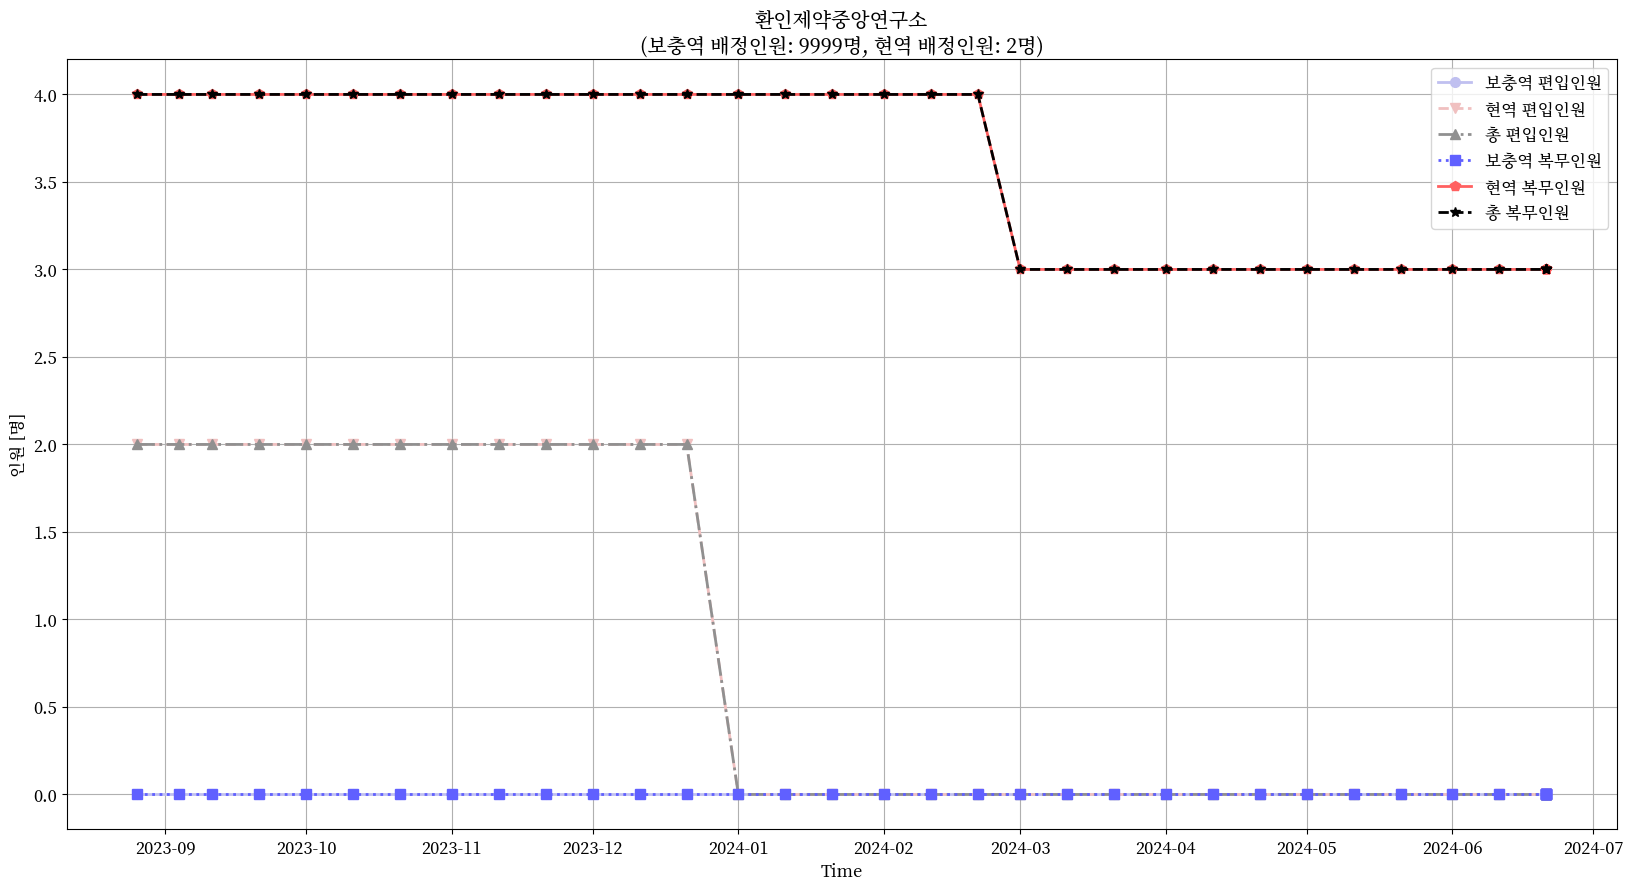 환인제약중앙연구소
(보충역 배정인원: 9999명, 현역 배정인원: 2명)
보충역 편입인원
현역 편입인원
총 편입인원
보충역 복무인원
현역 복무인원
총 복무인원
인원 [명]
4.0
3.5
3.0
2.5
2.0
1.5
1.0
0.5
0.0
2023-09
2023-10
2023-11
2023-12
2024-01
2024-02
2024-03
2024-04
2024-05
2024-06
2024-07
Time